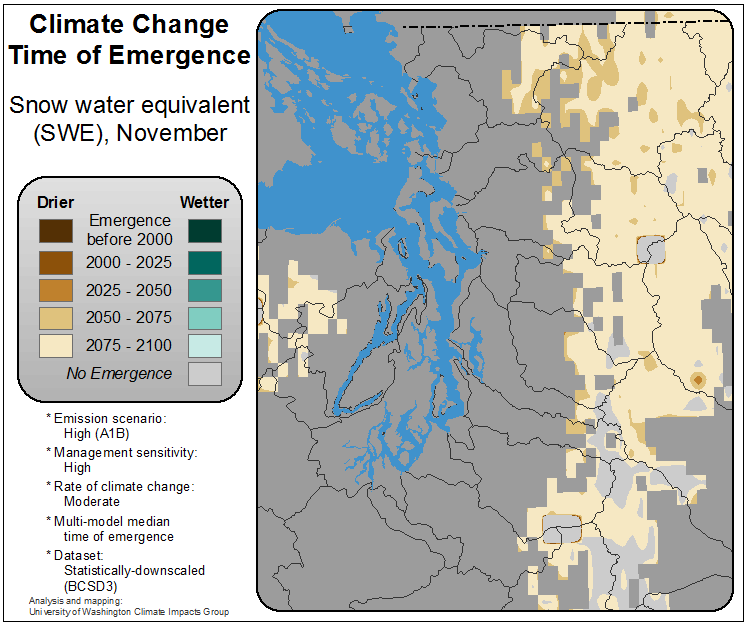 Climate Change
Time of Emergence
Snow water equivalent
(SWE), November
Drier Wetter
Emergence
before 2000
2000 - 2025
2025 - 2050
2050 - 2075
2075 - 2100
No Emergence
* Emission scenario:
High (A1B)
* Management sensitivity:
High
* Rate of climate change:
Moderate
* Multi-model median
time of emergence
* Dataset:
Statistically-downscaled
(BCSD3)
Analysis and mapping:
University of Washington Climate Impacts Group